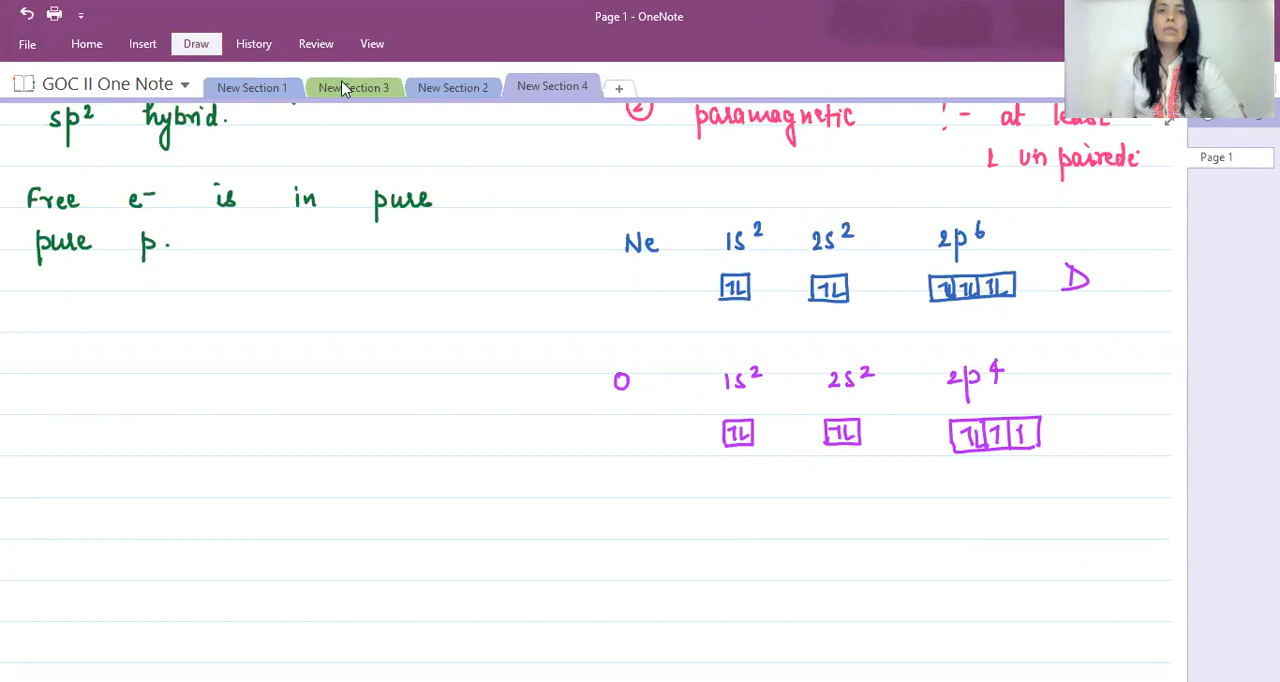 Page 1 - OneNote
File Home Insert Draw History Review View
GOC II One Note New Section 1 New Section 3 New Section 2 New Section 4 +
sp² hybrid.
Free e⁻ is in pure
pure p.
② paramagnetic :- at least
1 unpaired e
Ne 1s² 2s² 2p⁶
D
O 1s² 2s² 2p⁴
Page 1